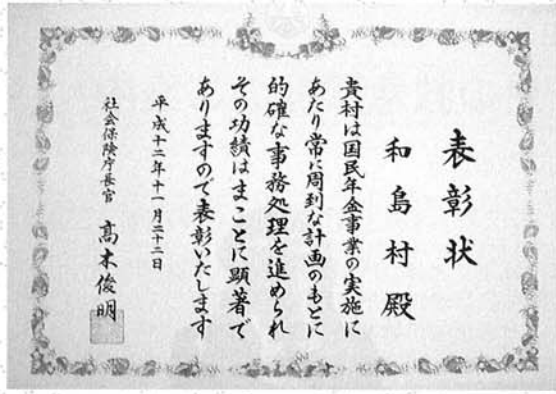 表彰状
和島村殿
貴村は国民年金事業の実施に
あたり常に周到な計画のもとに
的確な事務処理を進められ
その功績はまことに顕著で
ありますので表彰いたします
平成十二年十一月二十二日
社会保険庁長官 高木俊明